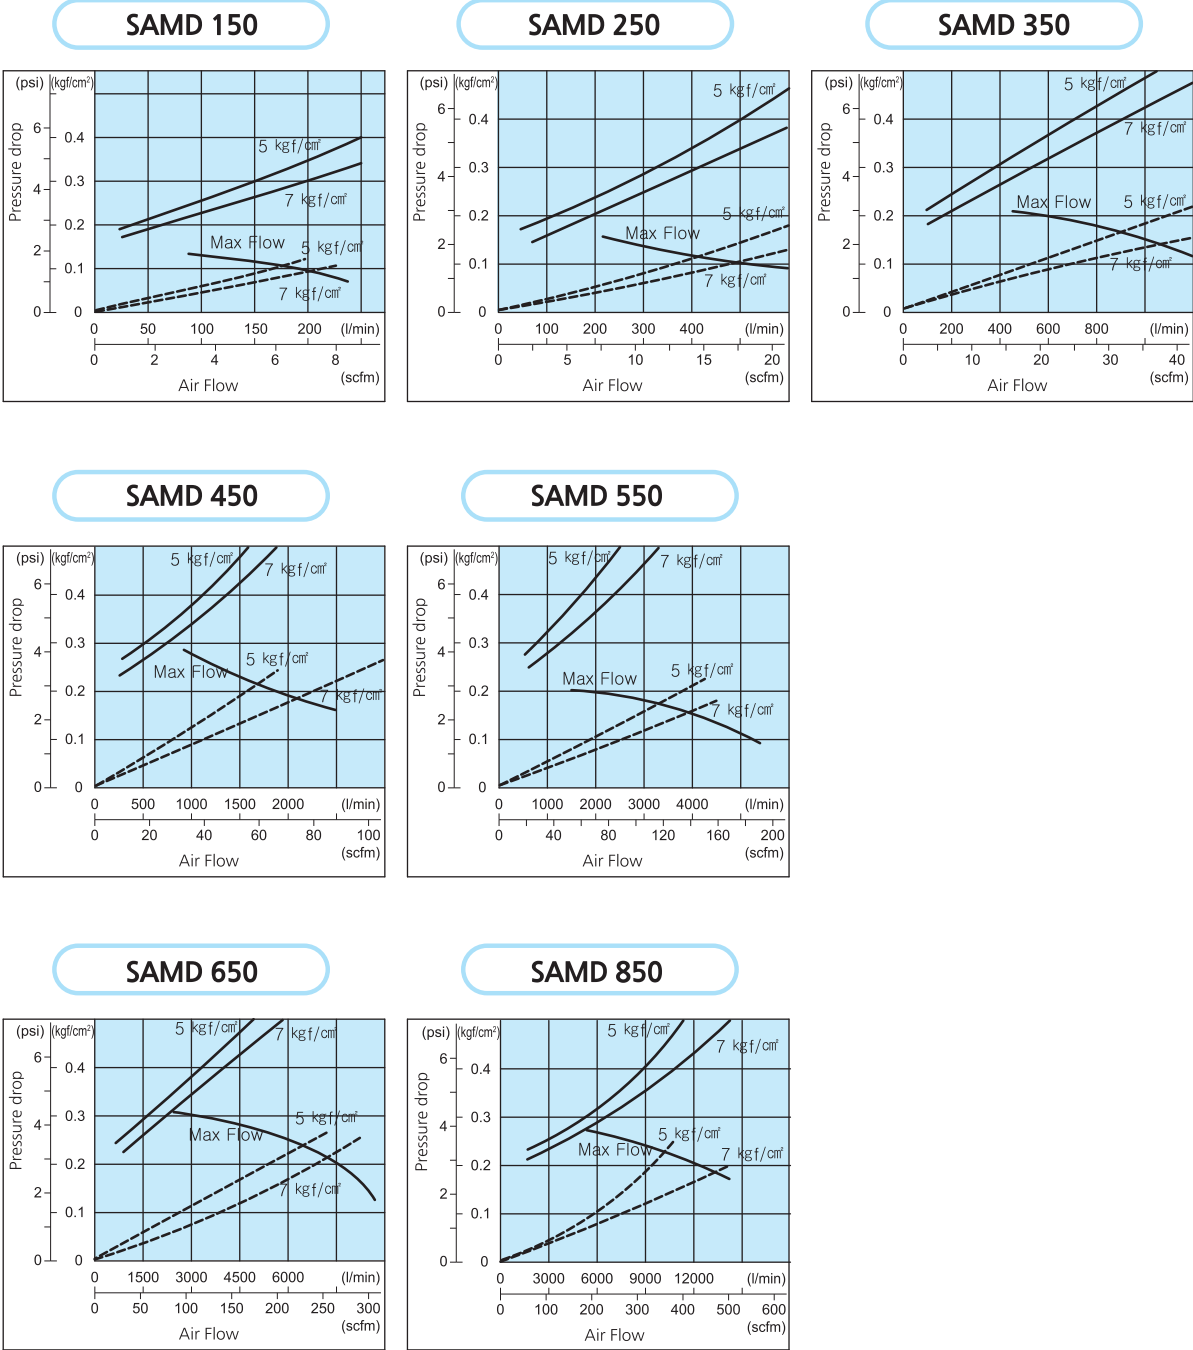 SAMD 150
(psi) (kgf/cm²)
Pressure drop
6 4 2 0
0.4 0.3 0.2 0.1 0
5 kgf/cm²
7 kgf/cm²
Max Flow
5 kgf/cm²
7 kgf/cm²
0 50 100 150 200 (l/min)
0 2 4 6 8
(scfm)
Air Flow
SAMD 250
(psi) (kgf/cm²)
Pressure drop
6 4 2 0
0.4 0.3 0.2 0.1 0
5 kgf/cm²
5 kgf/cm²
Max Flow
7 kgf/cm²
0 100 200 300 400 (l/min)
0 5 10 15 20
(scfm)
Air Flow
SAMD 350
(psi) (kgf/cm²)
Pressure drop
6 4 2 0
0.4 0.3 0.2 0.1 0
5 kgf/cm²
7 kgf/cm²
Max Flow
5 kgf/cm²
7 kgf/cm²
0 200 400 600 800 (l/min)
0 10 20 30 40
(scfm)
Air Flow
SAMD 450
(psi) (kgf/cm²)
Pressure drop
6 4 2 0
0.4 0.3 0.2 0.1 0
5 kgf/cm²
7 kgf/cm²
5 kgf/cm²
Max Flow
7 kgf/cm²
0 500 1000 1500 2000 (l/min)
0 20 40 60 80 100
(scfm)
Air Flow
SAMD 550
(psi) (kgf/cm²)
Pressure drop
6 4 2 0
0.4 0.3 0.2 0.1 0
5 kgf/cm²
7 kgf/cm²
5 kgf/cm²
Max Flow
7 kgf/cm²
0 1000 2000 3000 4000 (l/min)
0 40 80 120 160 200
(scfm)
Air Flow
SAMD 650
(psi) (kgf/cm²)
Pressure drop
6 4 2 0
0.4 0.3 0.2 0.1 0
5 kgf/cm²
7 kgf/cm²
5 kgf/cm²
Max Flow
7 kgf/cm²
0 1500 3000 4500 6000 (l/min)
0 50 100 150 200 250 300
(scfm)
Air Flow
SAMD 850
(psi) (kgf/cm²)
Pressure drop
6 4 2 0
0.4 0.3 0.2 0.1 0
5 kgf/cm²
7 kgf/cm²
5 kgf/cm²
Max Flow
7 kgf/cm²
0 3000 6000 9000 12000 (l/min)
0 100 200 300 400 500 600
(scfm)
Air Flow